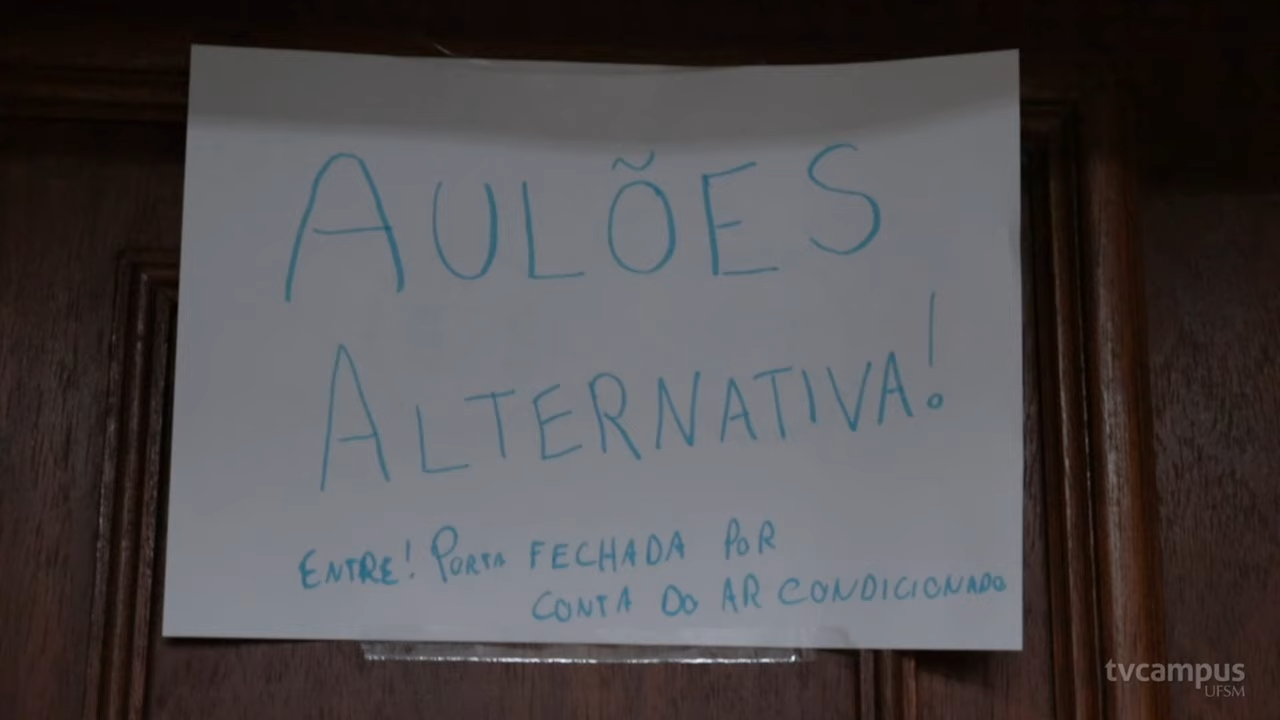 AULÕES
ALTERNATIVA!
ENTRE! PORTA FECHADA POR
CONTA DO AR CONDICIONADO
tvcampus
UFSM